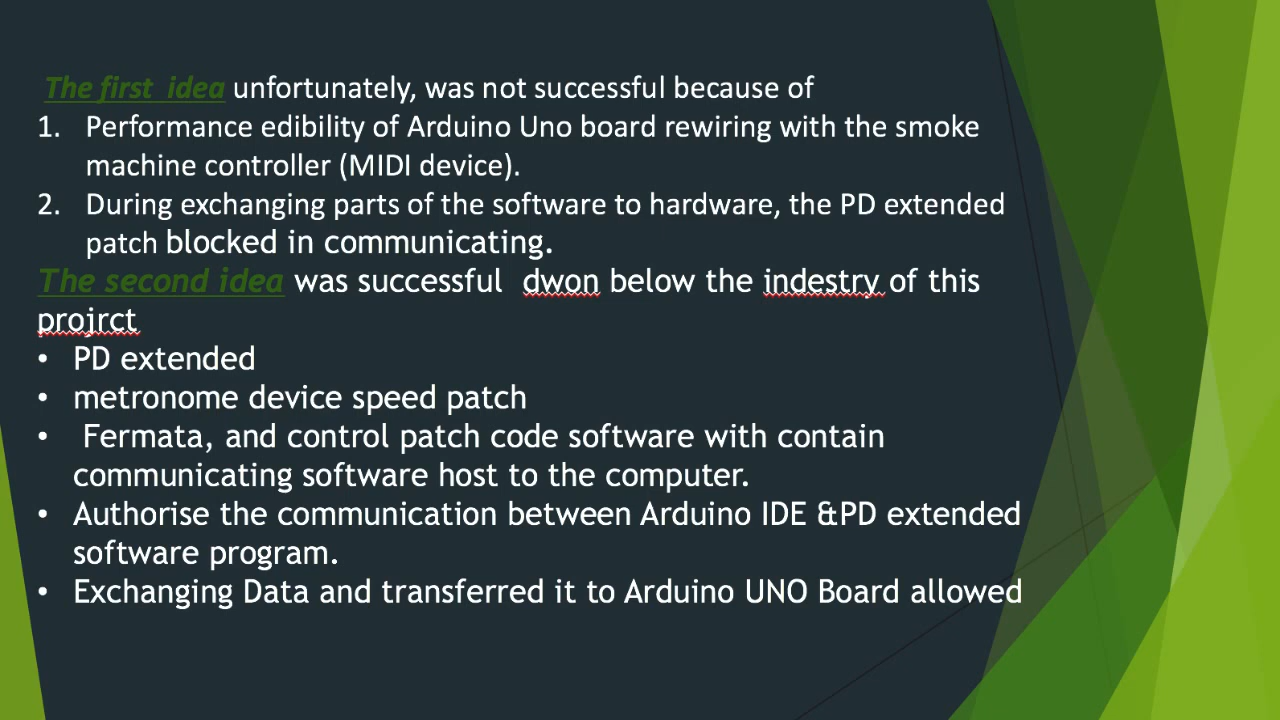 The first  idea unfortunately, was not successful because of
1. Performance edibility of Arduino Uno board rewiring with the smoke
machine controller (MIDI device).
2. During exchanging parts of the software to hardware, the PD extended
patch blocked in communicating.
The second idea was successful  dwon below the indestry of this
projrct
• PD extended
• metronome device speed patch
• Fermata, and control patch code software with contain
communicating software host to the computer.
• Authorise the communication between Arduino IDE &PD extended
software program.
• Exchanging Data and transferred it to Arduino UNO Board allowed